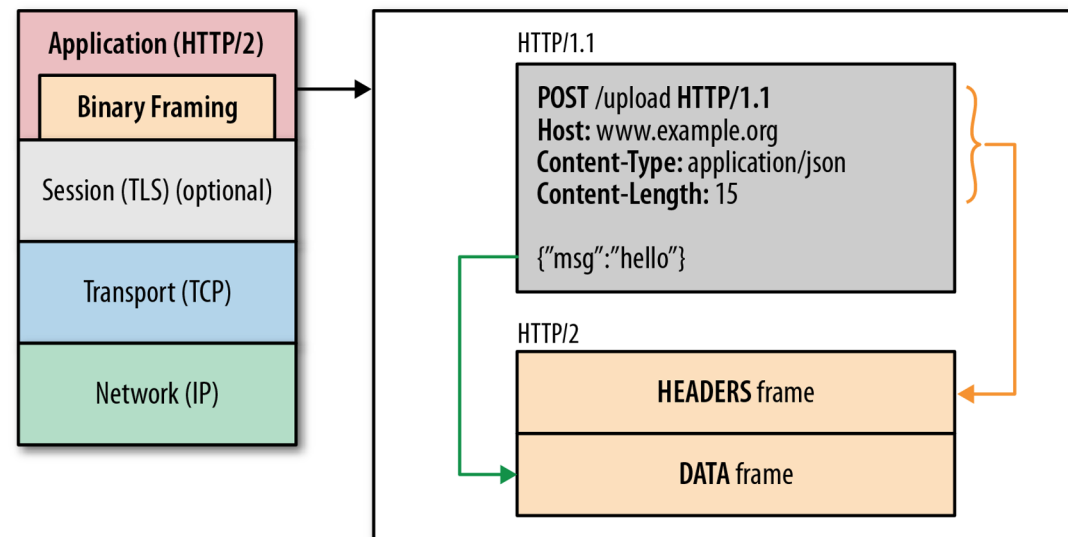 Application (HTTP/2)
Binary Framing
Session (TLS) (optional)
Transport (TCP)
Network (IP)
HTTP/1.1
POST /upload HTTP/1.1
Host: www.example.org
Content-Type: application/json
Content-Length: 15
{”msg”:”hello”}
HTTP/2
HEADERS frame
DATA frame